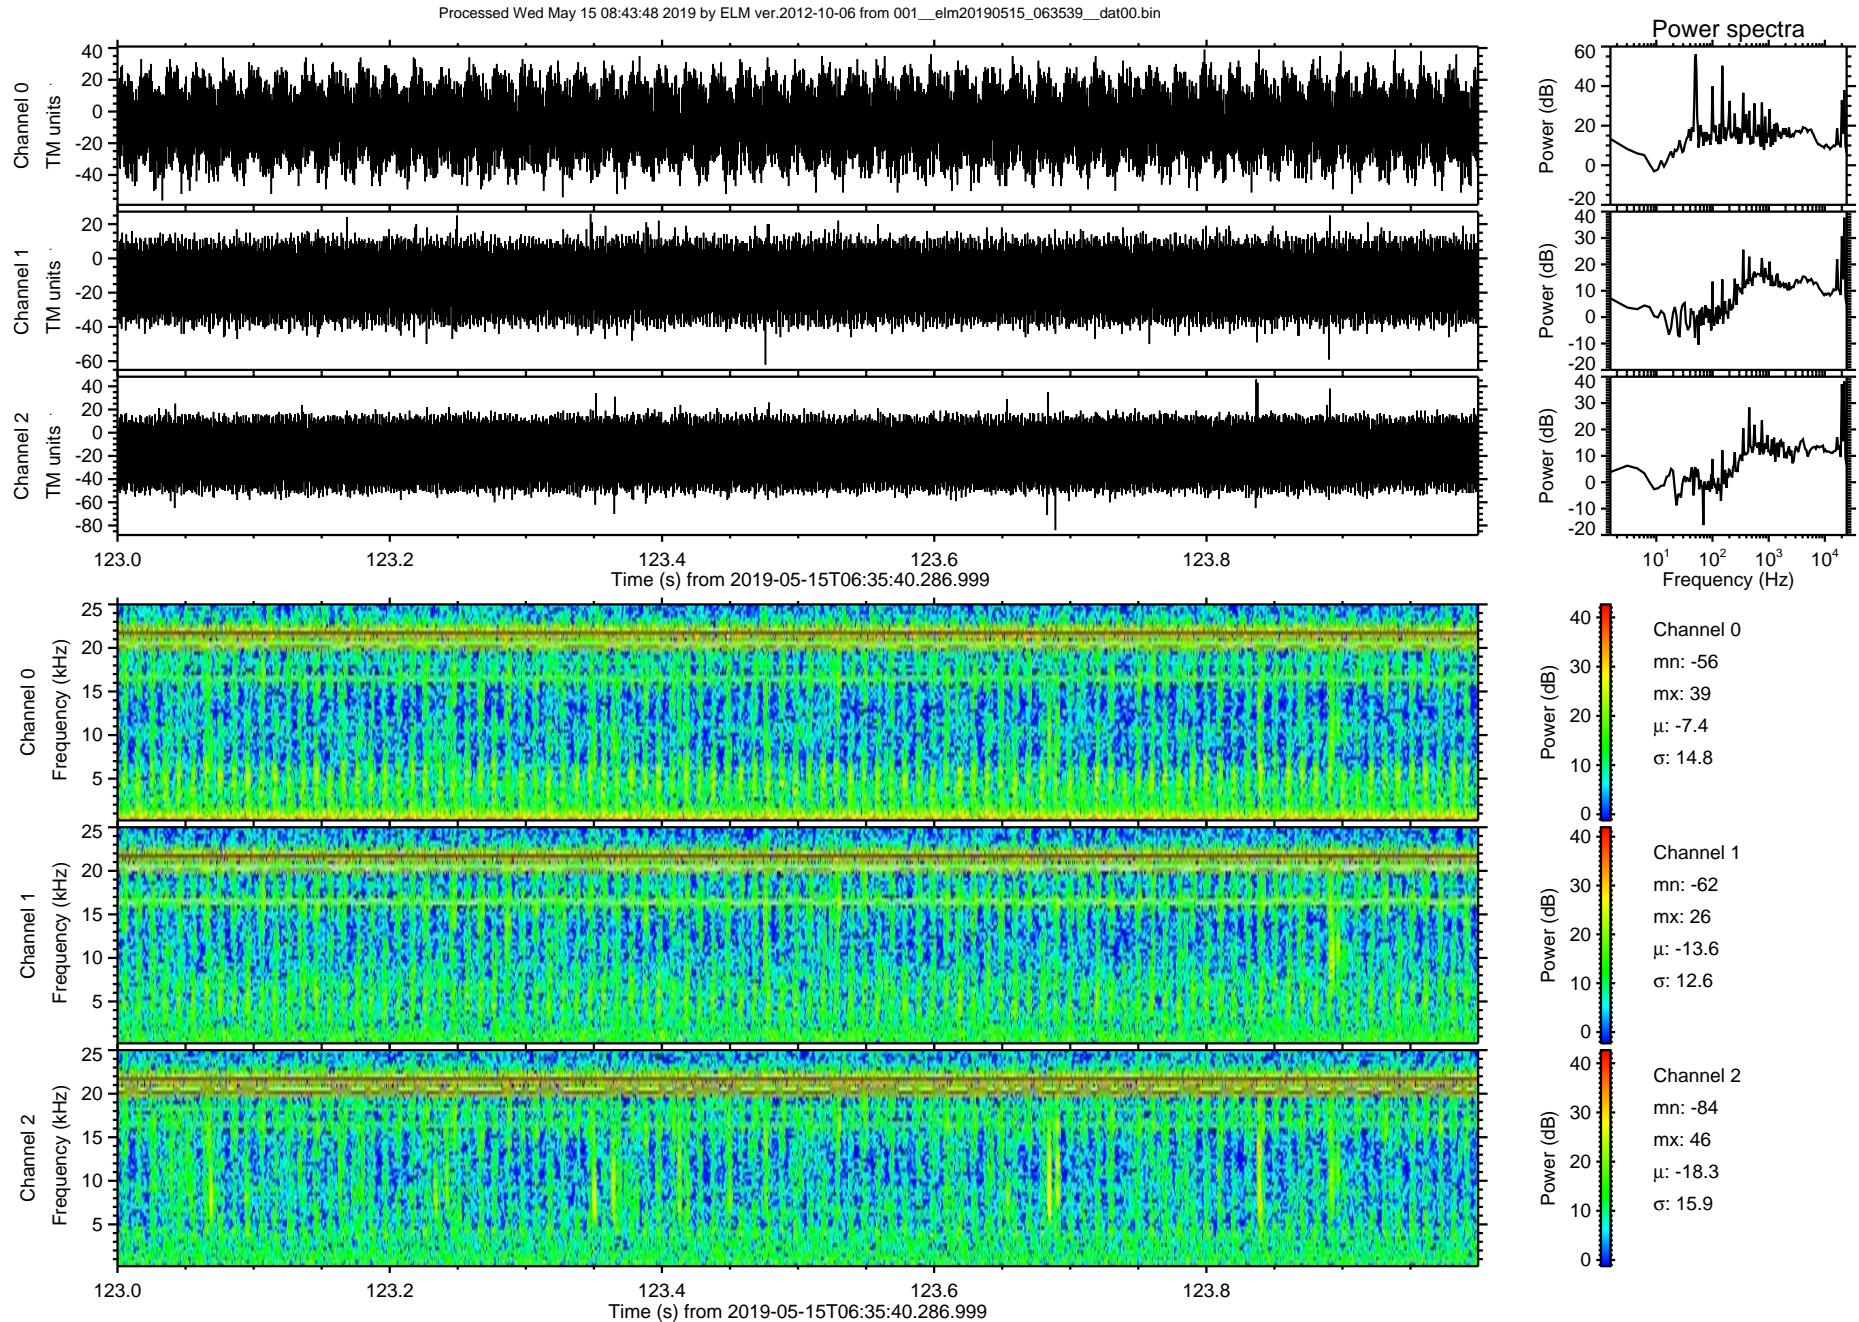 Processed Wed May 15 08:43:48 2019 by ELM ver.2012-10-06 from 001__elm20190515_063539__dat00.bin
Power spectra
Channel 0
TM units
40
20
0
-20
-40
Power (dB)
60
40
20
0
-20
Channel 1
TM units
20
0
-20
-40
-60
Power (dB)
40
30
20
10
0
-10
-20
Channel 2
TM units
40
20
0
-20
-40
-60
-80
Power (dB)
40
30
20
10
0
-10
-20
123.0 123.2 123.4 123.6 123.8
Time (s) from 2019-05-15T06:35:40.286.999
10¹ 10² 10³ 10⁴
Frequency (Hz)
Channel 0
Frequency (kHz)
25
20
15
10
5
Power (dB)
40
30
20
10
0
Channel 0
mn: -56
mx: 39
μ: -7.4
σ: 14.8
Channel 1
Frequency (kHz)
25
20
15
10
5
Power (dB)
40
30
20
10
0
Channel 1
mn: -62
mx: 26
μ: -13.6
σ: 12.6
Channel 2
Frequency (kHz)
25
20
15
10
5
Power (dB)
40
30
20
10
0
Channel 2
mn: -84
mx: 46
μ: -18.3
σ: 15.9
123.0 123.2 123.4 123.6 123.8
Time (s) from 2019-05-15T06:35:40.286.999